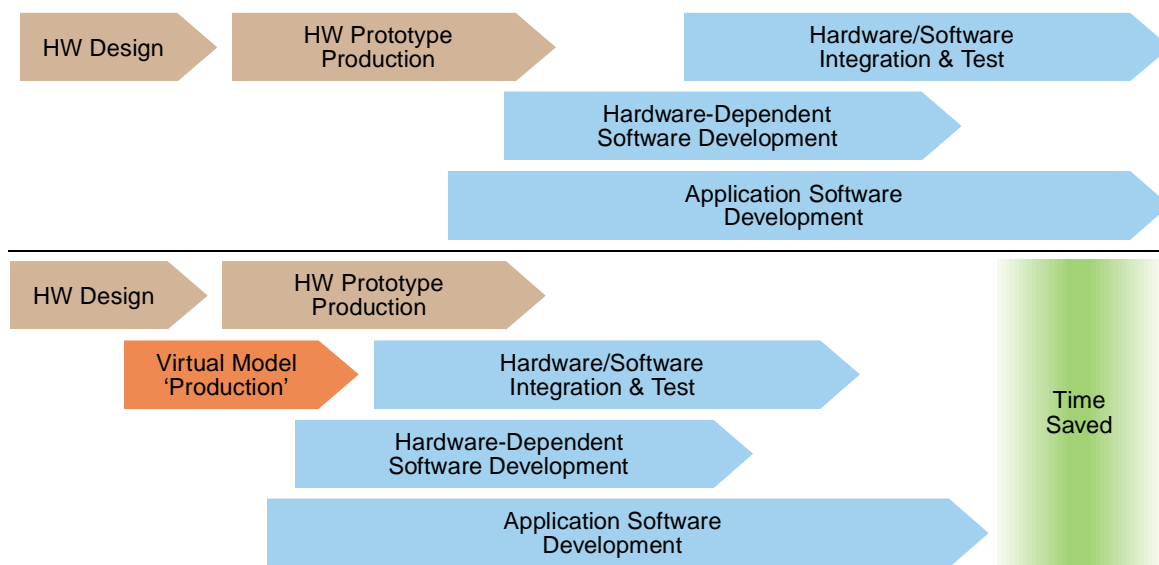 HW Design
HW Prototype
Production
Hardware/Software
Integration & Test
Hardware-Dependent
Software Development
Application Software
Development
HW Design
HW Prototype
Production
Virtual Model
‘Production’
Hardware/Software
Integration & Test
Hardware-Dependent
Software Development
Application Software
Development
Time
Saved